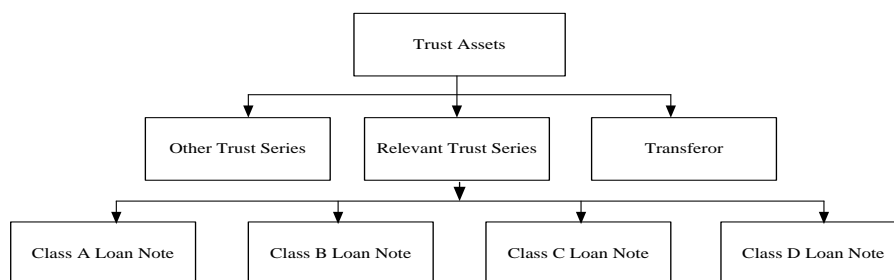 Trust Assets
Other Trust Series
Relevant Trust Series
Transferor
Class A Loan Note
Class B Loan Note
Class C Loan Note
Class D Loan Note